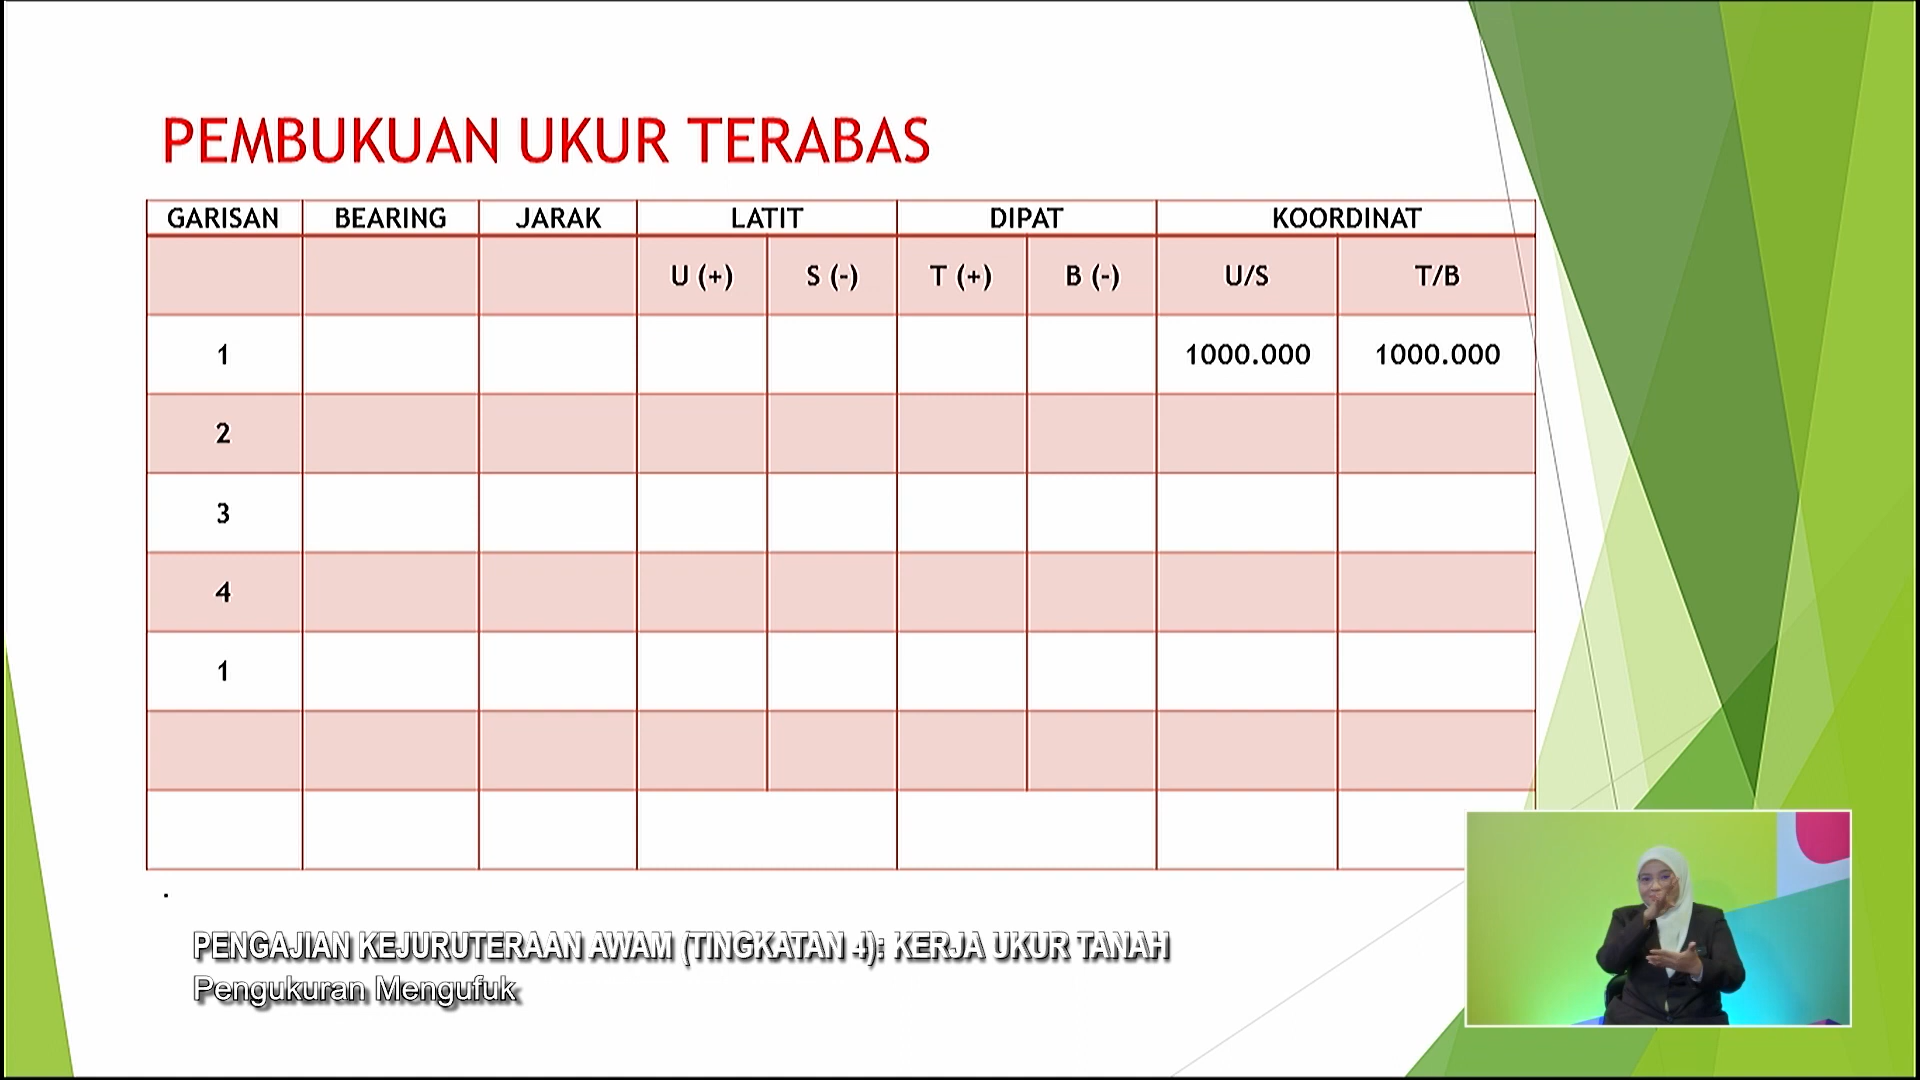 PEMBUKUAN UKUR TERABAS
GARISAN BEARING JARAK LATIT DIPAT KOORDINAT
U (+) S (-) T (+) B (-) U/S T/B
1 1000.000 1000.000
2
3
4
1
.
PENGAJIAN KEJURUTERAAN AWAM (TINGKATAN 4): KERJA UKUR TANAH
Pengukuran Mengufuk